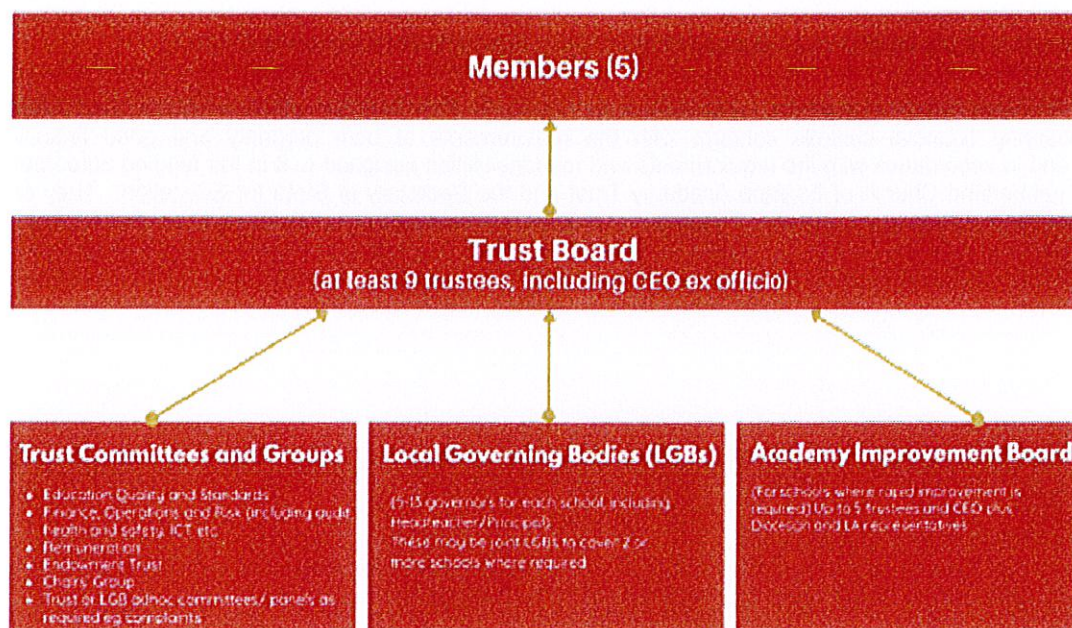 Members (5)
Trust Board
(at least 9 trustees, including CEO ex officio)
Trust Committees and Groups
Education Quality and Standards
Finance, Operations and Risk (including audit
health and safety, ICT etc
Remuneration
Endowment Trust
Chairs' Group
Trust or LGB adhoc committees/ panels as
required eg complaints
Local Governing Bodies (LGBs)
(5-13 governors for each school, including
Headteacher/Principal)
These may be joint LGBs to cover 2 or
more schools where required
Academy Improvement Board
(For schools where rapid improvement is
required) Up to 5 trustees and CEO plus
Diocesan and LA representatives